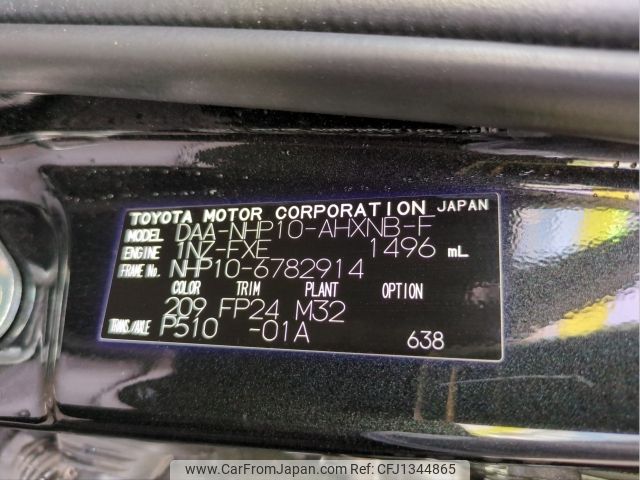 TOYOTA MOTOR CORPORATION JAPAN
MODEL DAA-NHP10-AHXNB-F
ENGINE 1NZ-FXE 1496 mL
FRAME No. NHP10-6782914
COLOR TRIM PLANT OPTION
209 FP24 M32
TRANS/AXLE P510 -01A 638
www.CarFromJapan.com | CarFromJapan - CFJ1344865